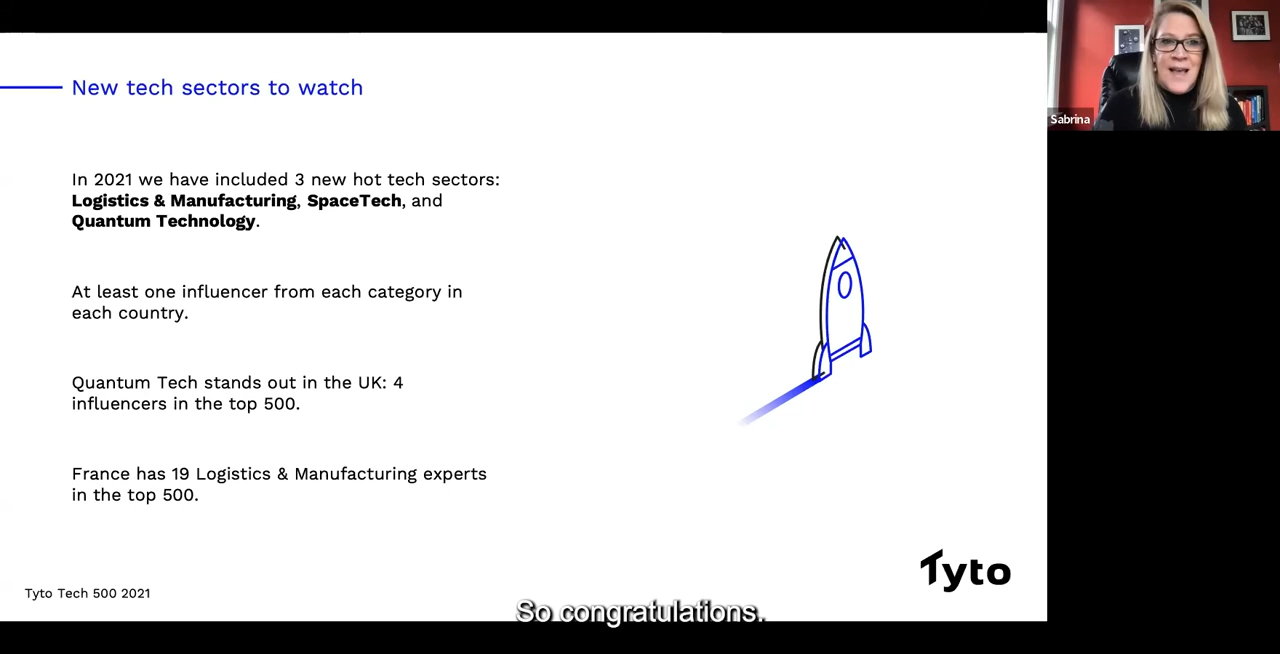 New tech sectors to watch
In 2021 we have included 3 new hot tech sectors:
Logistics & Manufacturing, SpaceTech, and
Quantum Technology.
At least one influencer from each category in
each country.
Quantum Tech stands out in the UK: 4
influencers in the top 500.
France has 19 Logistics & Manufacturing experts
in the top 500.
Tyto
Tyto Tech 500 2021
So congratulations.
Sabrina